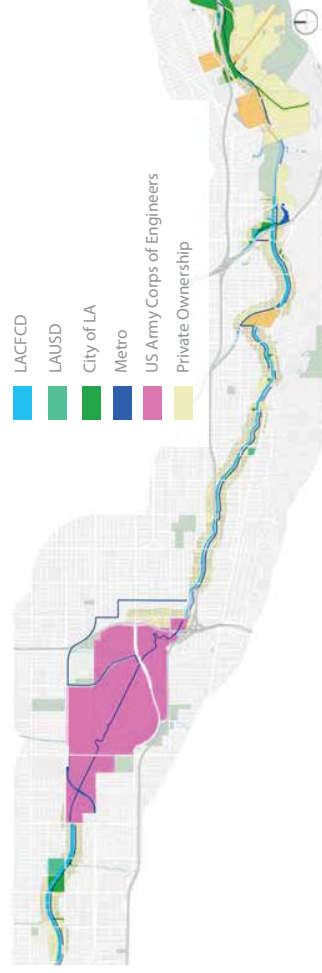 LACFCD
LAUSD
City of LA
Metro
US Army Corps of Engineers
Private Ownership